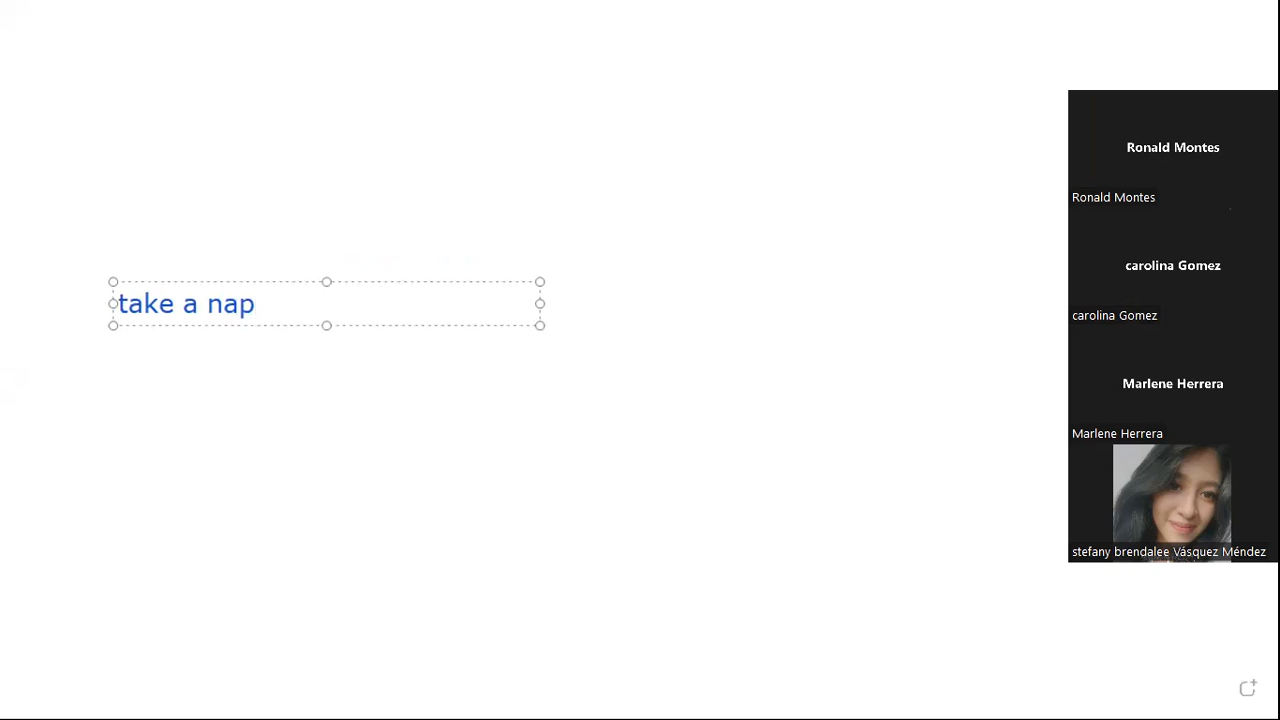 take a nap
Ronald Montes
Ronald Montes
carolina Gomez
carolina Gomez
Marlene Herrera
Marlene Herrera
stefany brendalee Vásquez Méndez